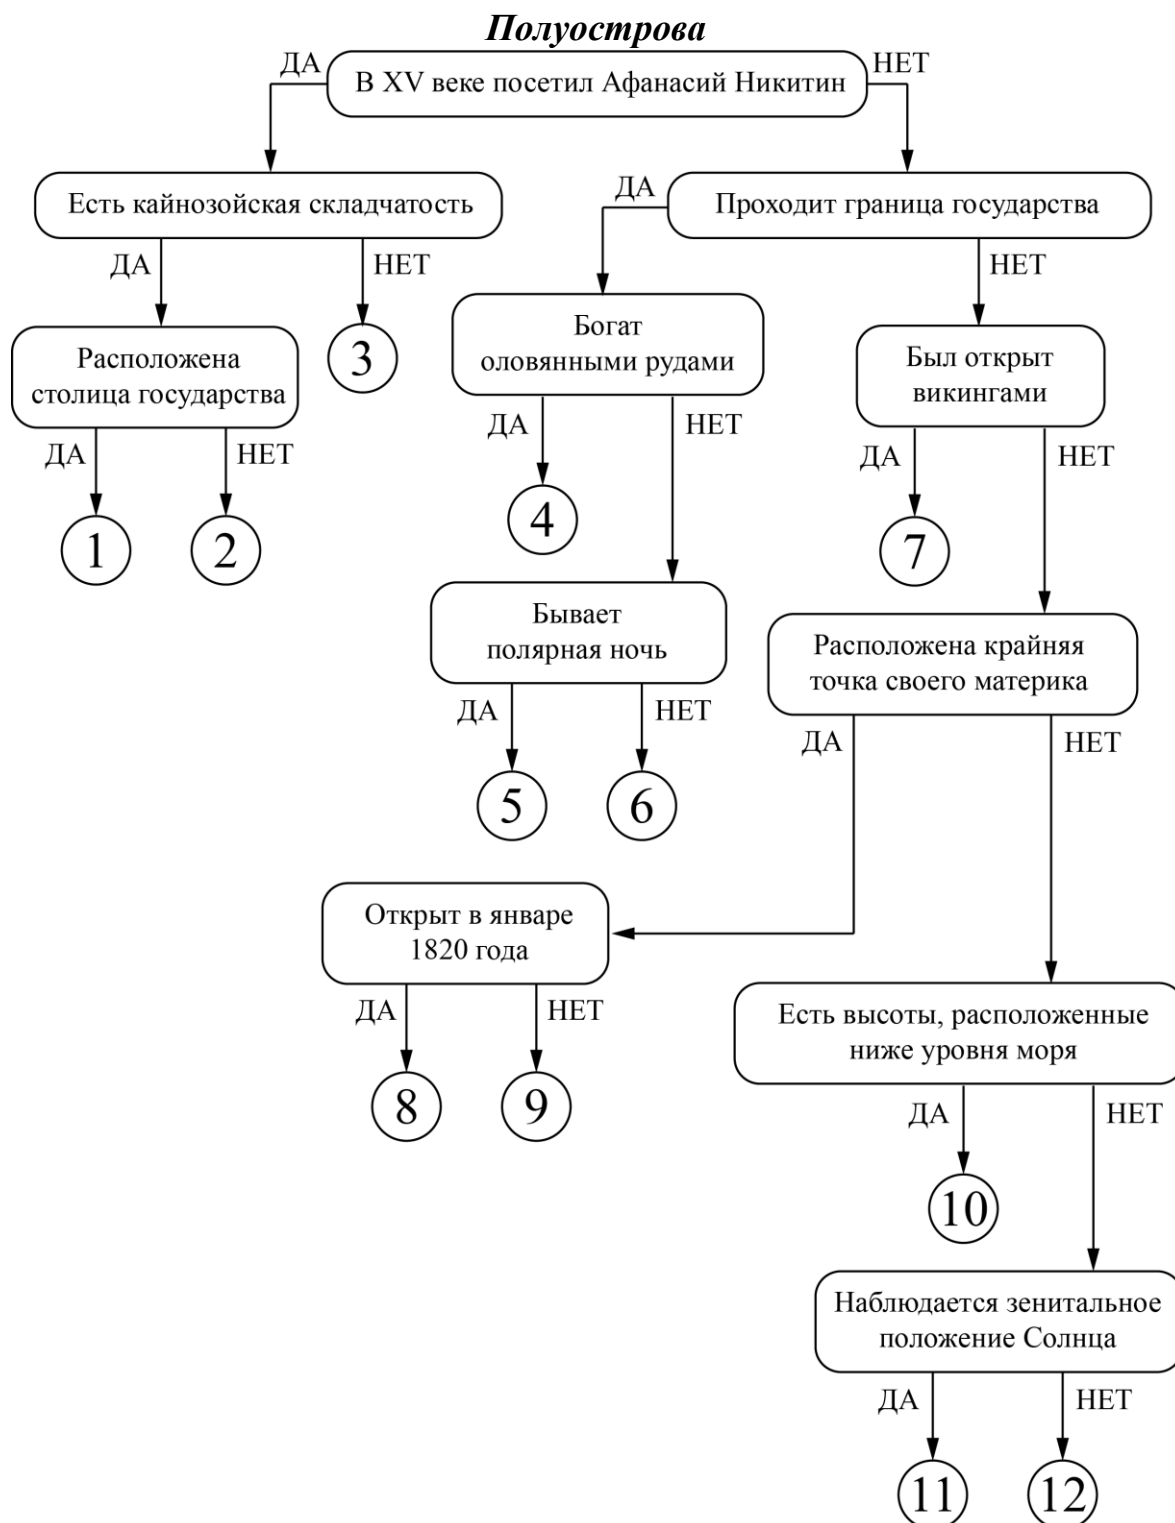 Полуострова
ДА
В XV веке посетил Афанасий Никитин
НЕТ
Есть кайнозойская складчатость
ДА
Проходит граница государства
ДА
НЕТ
НЕТ
Расположена
столица государства
3
Богат
оловянными рудами
Был открыт
викингами
ДА
НЕТ
ДА
НЕТ
ДА
НЕТ
1
2
4
7
Бывает
полярная ночь
Расположена крайняя
точка своего материка
ДА
НЕТ
ДА
НЕТ
5
6
Открыт в январе
1820 года
ДА
НЕТ
Есть высоты, расположенные
ниже уровня моря
8
9
ДА
НЕТ
10
Наблюдается зенитальное
положение Солнца
ДА
НЕТ
11
12